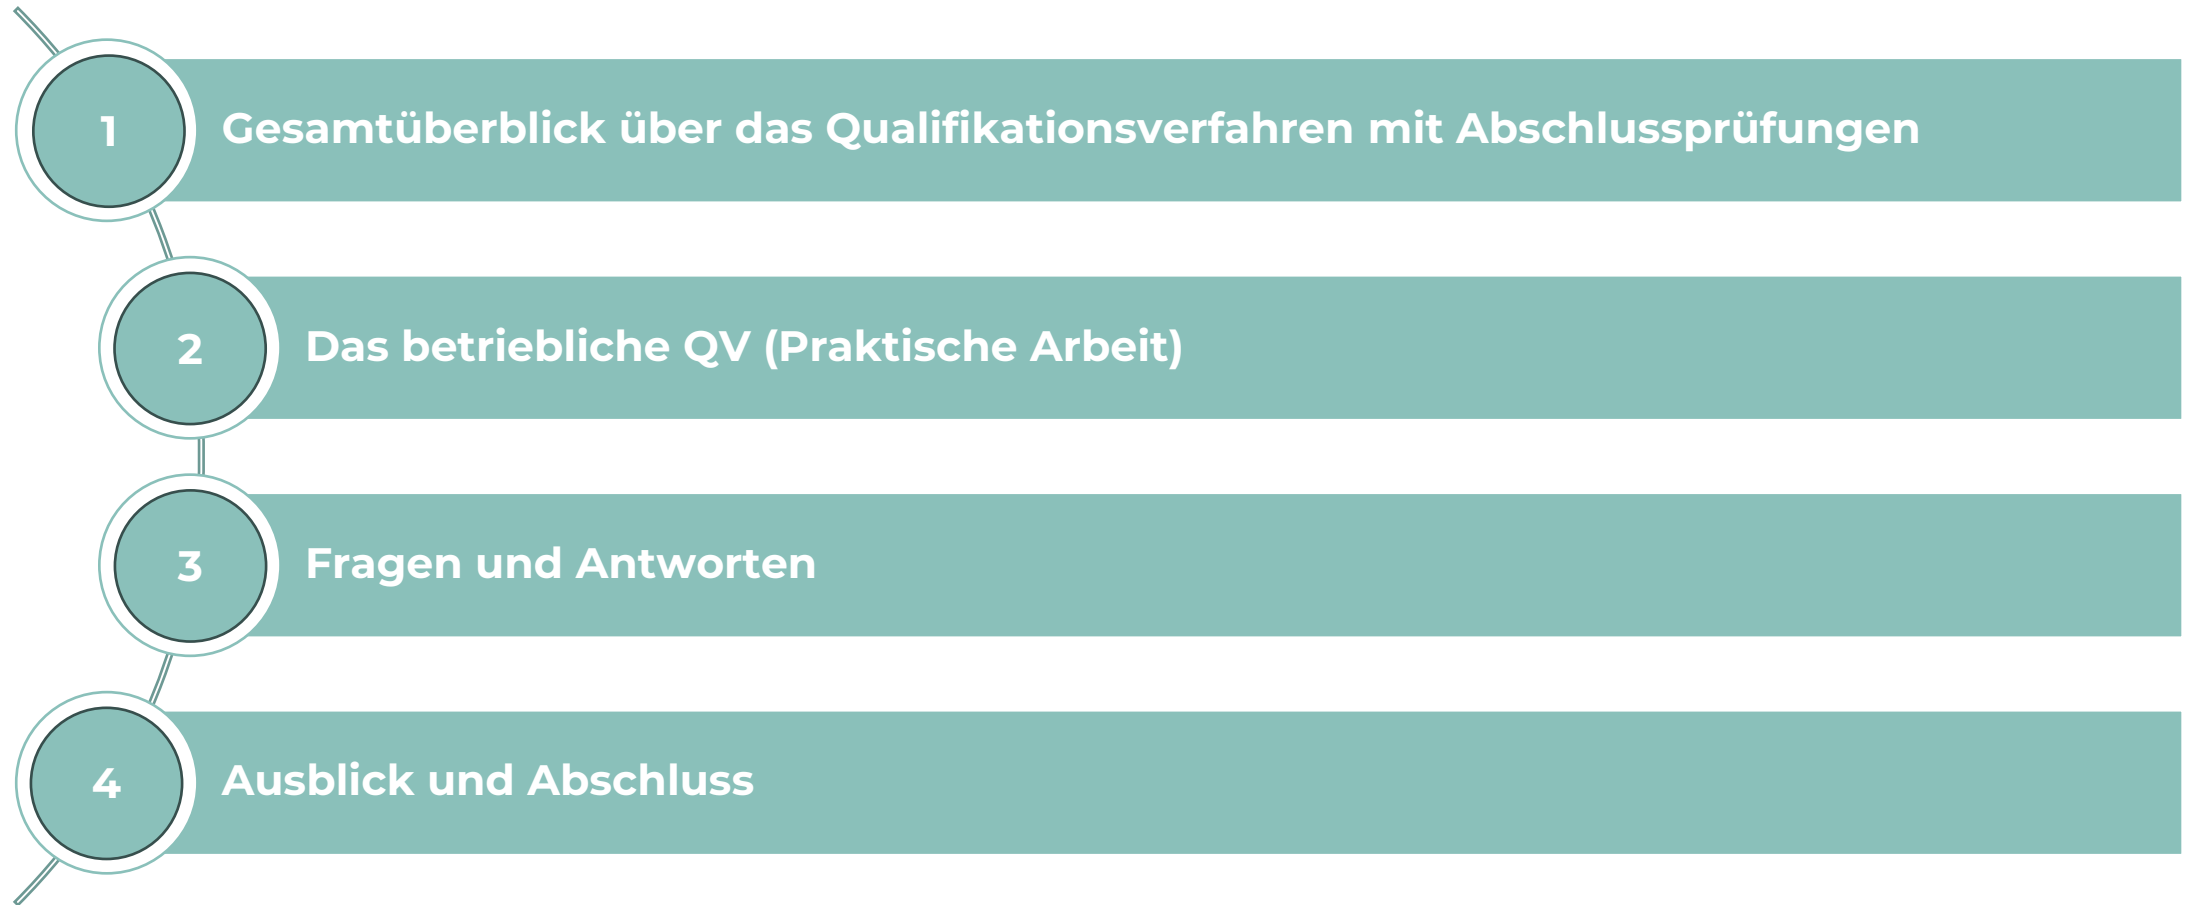 1 Gesamtüberblick über das Qualifikationsverfahren mit Abschlussprüfungen
2 Das betriebliche QV (Praktische Arbeit)
3 Fragen und Antworten
4 Ausblick und Abschluss